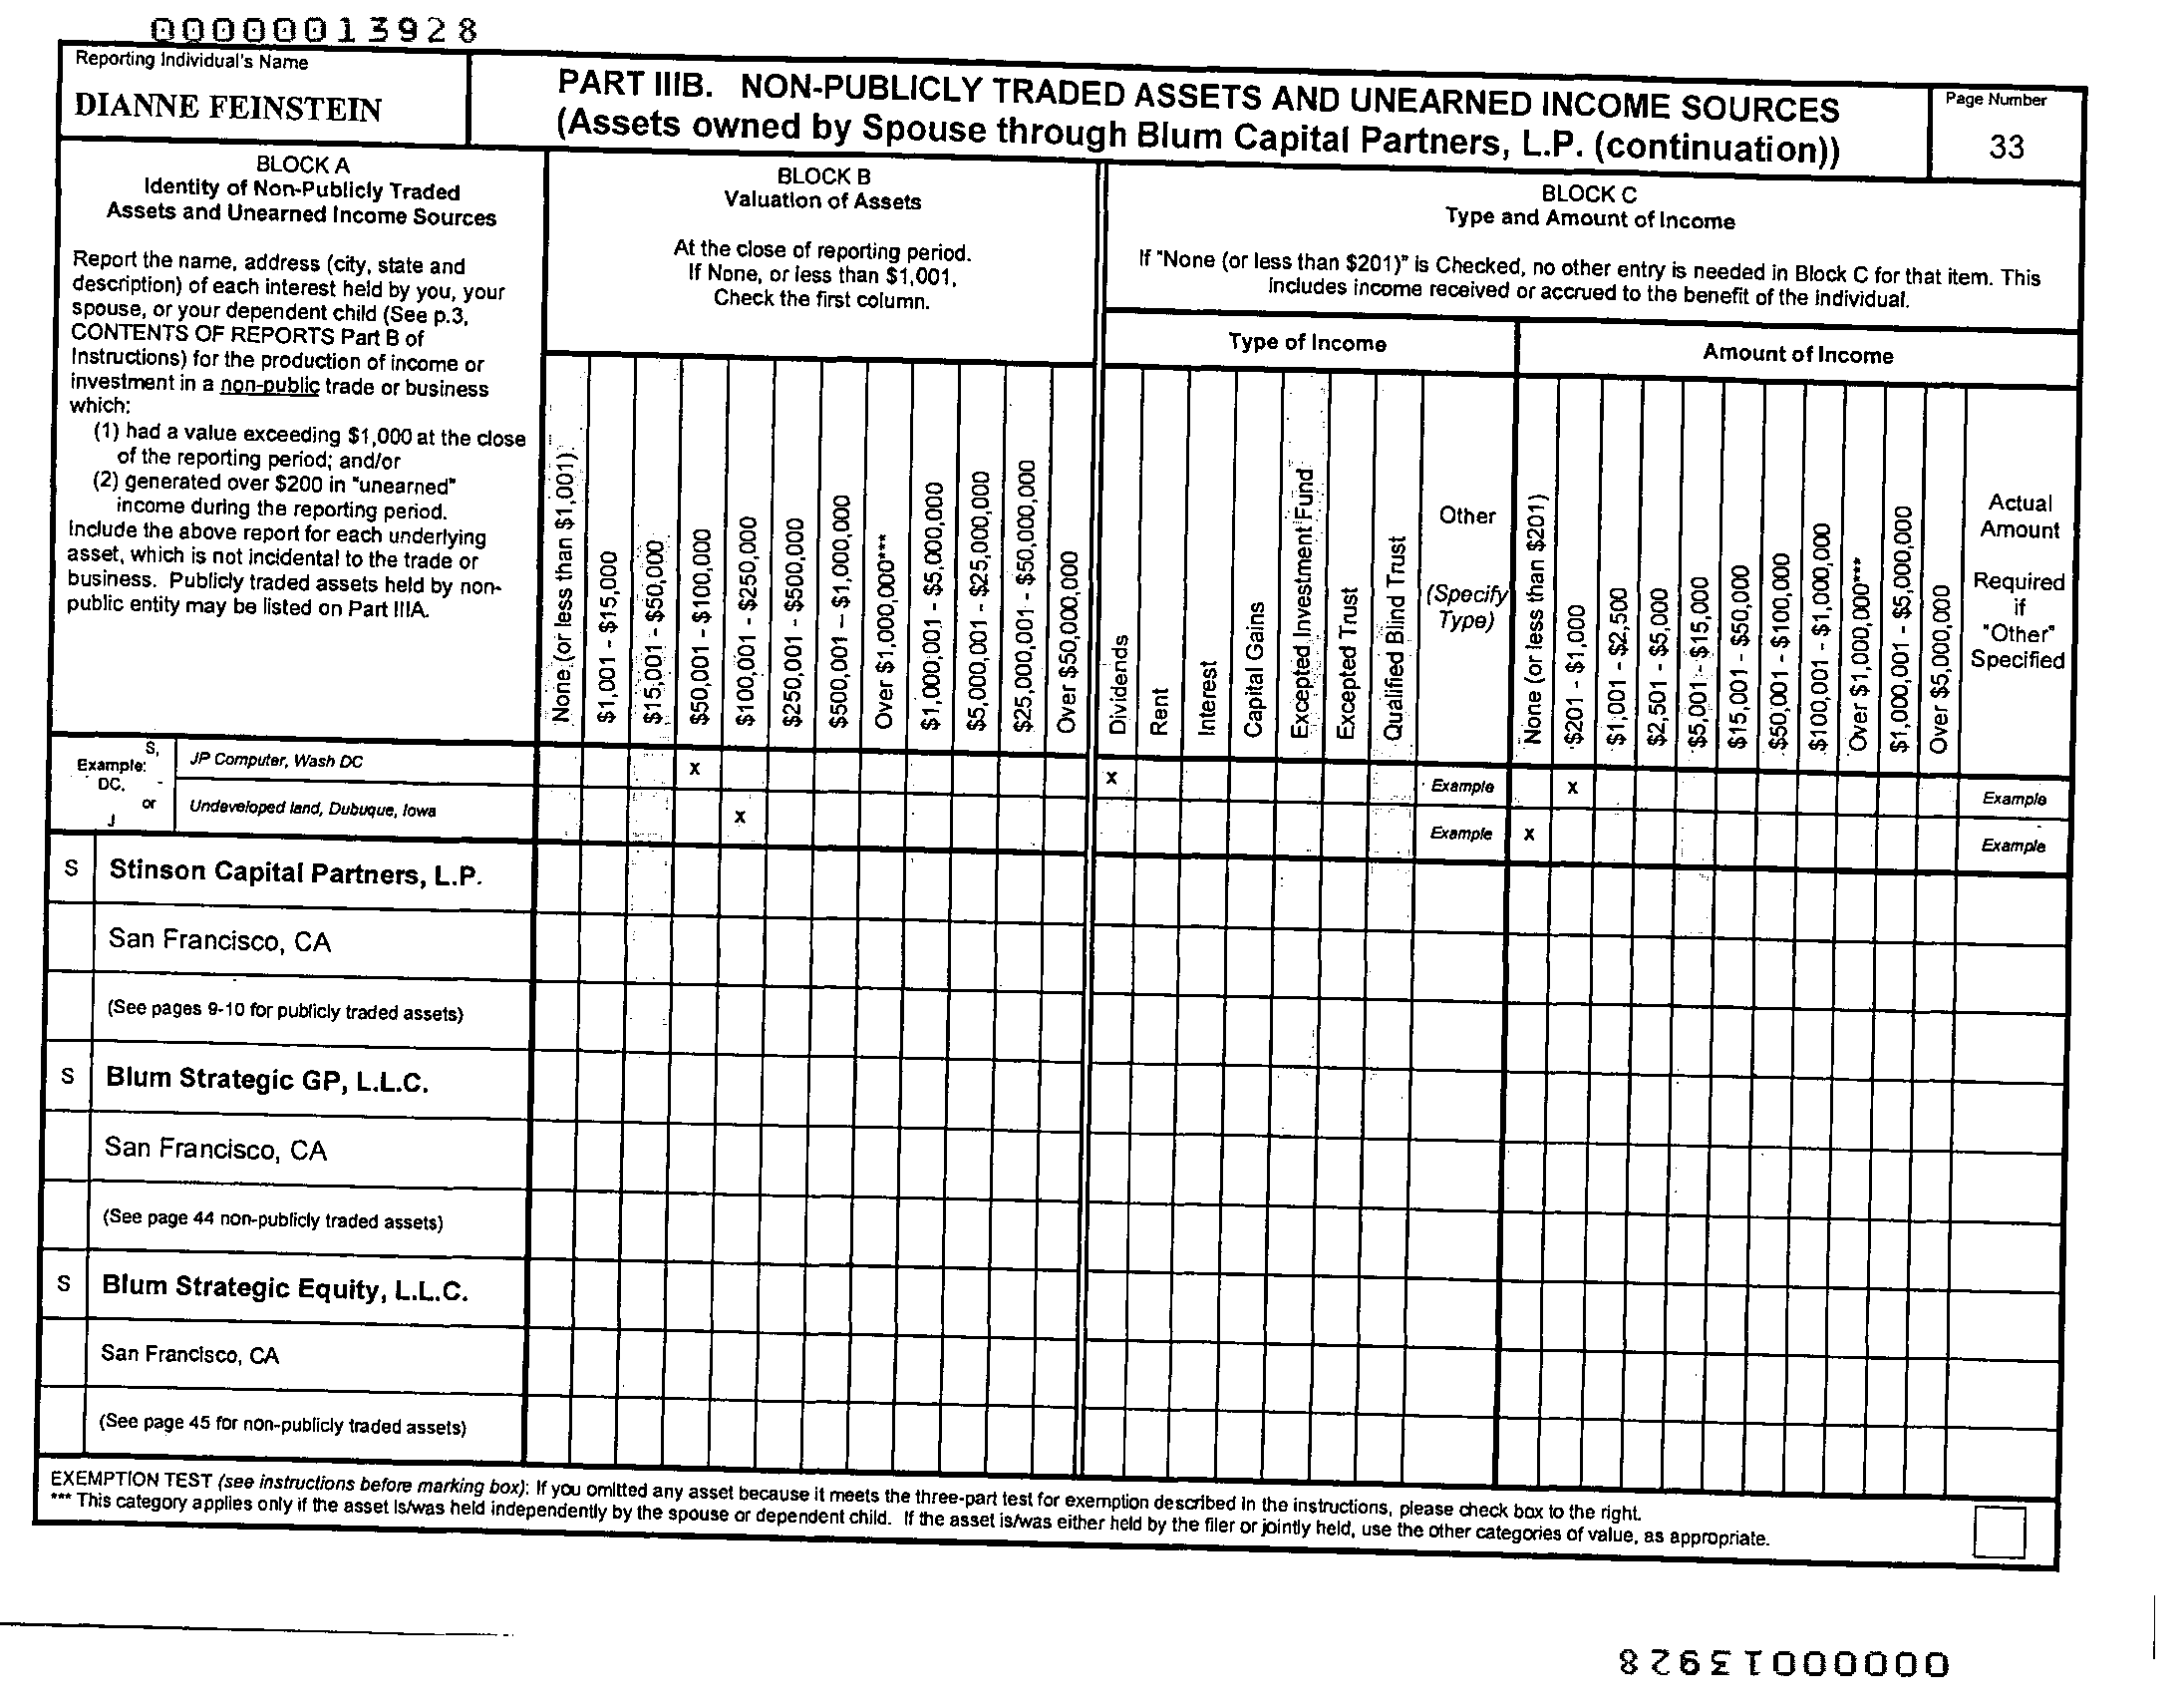 00000013928
Reporting Individual's Name
DIANNE FEINSTEIN
PART IIIB. NON-PUBLICLY TRADED ASSETS AND UNEARNED INCOME SOURCES
(Assets owned by Spouse through Blum Capital Partners, L.P. (continuation))
Page Number
33
BLOCK A
Identity of Non-Publicly Traded
Assets and Unearned Income Sources
Report the name, address (city, state and
description) of each interest held by you, your
spouse, or your dependent child (See p.3,
CONTENTS OF REPORTS Part B of
Instructions) for the production of income or
investment in a non-public trade or business
which:
(1) had a value exceeding $1,000 at the close
of the reporting period; and/or
(2) generated over $200 in "unearned"
income during the reporting period.
Include the above report for each underlying
asset, which is not incidental to the trade or
business. Publicly traded assets held by non-
public entity may be listed on Part IIIA.
BLOCK B
Valuation of Assets
At the close of reporting period.
If None, or less than $1,001,
Check the first column.
None (or less than $1,001)
$1,001 - $15,000
$15,001 - $50,000
$50,001 - $100,000
$100,001 - $250,000
$250,001 - $500,000
$500,001 – $1,000,000
Over $1,000,000***
$1,000,001 - $5,000,000
$5,000,001 - $25,000,000
$25,000,001 - $50,000,000
Over $50,000,000
BLOCK C
Type and Amount of Income
If "None (or less than $201)" is Checked, no other entry is needed in Block C for that item. This
includes income received or accrued to the benefit of the individual.
Type of Income
Amount of Income
Dividends
Rent
Interest
Capital Gains
Excepted Investment Fund
Excepted Trust
Qualified Blind Trust
Other
(Specify
Type)
None (or less than $201)
$201 - $1,000
$1,001 - $2,500
$2,501 - $5,000
$5,001 - $15,000
$15,001 - $50,000
$50,001 - $100,000
$100,001 - $1,000,000
Over $1,000,000***
$1,000,001 - $5,000,000
Over $5,000,000
Actual
Amount
Required
if
"Other"
Specified
Example:
S,
DC.
or
J
JP Computer, Wash DC
x
x
Example
x
Example
Undeveloped land, Dubuque, Iowa
x
Example
x
Example
S
Stinson Capital Partners, L.P.
San Francisco, CA
(See pages 9-10 for publicly traded assets)
S
Blum Strategic GP, L.L.C.
San Francisco, CA
(See page 44 non-publicly traded assets)
S
Blum Strategic Equity, L.L.C.
San Francisco, CA
(See page 45 for non-publicly traded assets)
EXEMPTION TEST (see instructions before marking box): If you omitted any asset because it meets the three-part test for exemption described in the instructions, please check box to the right.
*** This category applies only if the asset is/was held independently by the spouse or dependent child. If the asset is/was either held by the filer or jointly held, use the other categories of value, as appropriate.
00000013928